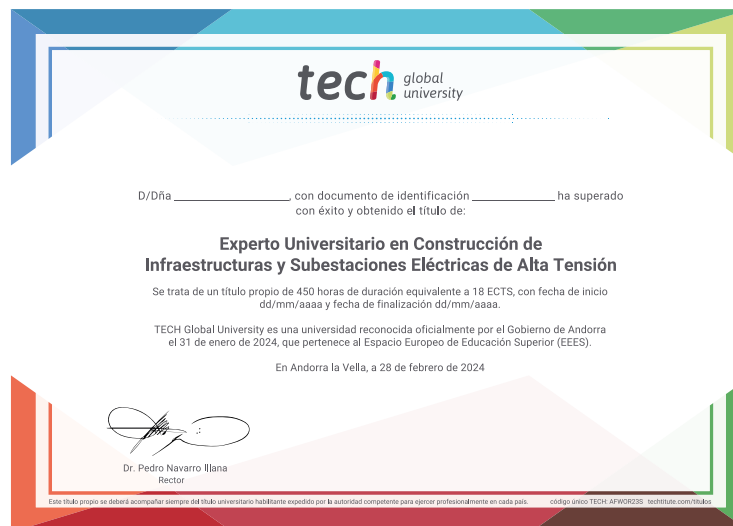 tech global
university
D/Dña ________________, con documento de identificación ____________ ha superado
con éxito y obtenido el título de:
Experto Universitario en Construcción de
Infraestructuras y Subestaciones Eléctricas de Alta Tensión
Se trata de un título propio de 450 horas de duración equivalente a 18 ECTS, con fecha de inicio
dd/mm/aaaa y fecha de finalización dd/mm/aaaa.
TECH Global University es una universidad reconocida oficialmente por el Gobierno de Andorra
el 31 de enero de 2024, que pertenece al Espacio Europeo de Educación Superior (EEES).
En Andorra la Vella, a 28 de febrero de 2024
Dr. Pedro Navarro Illana
Rector
Este título propio se deberá acompañar siempre del título universitario habilitante expedido por la autoridad competente para ejercer profesionalmente en cada país. código único TECH: AFWOR23S techtitute.com/titulos